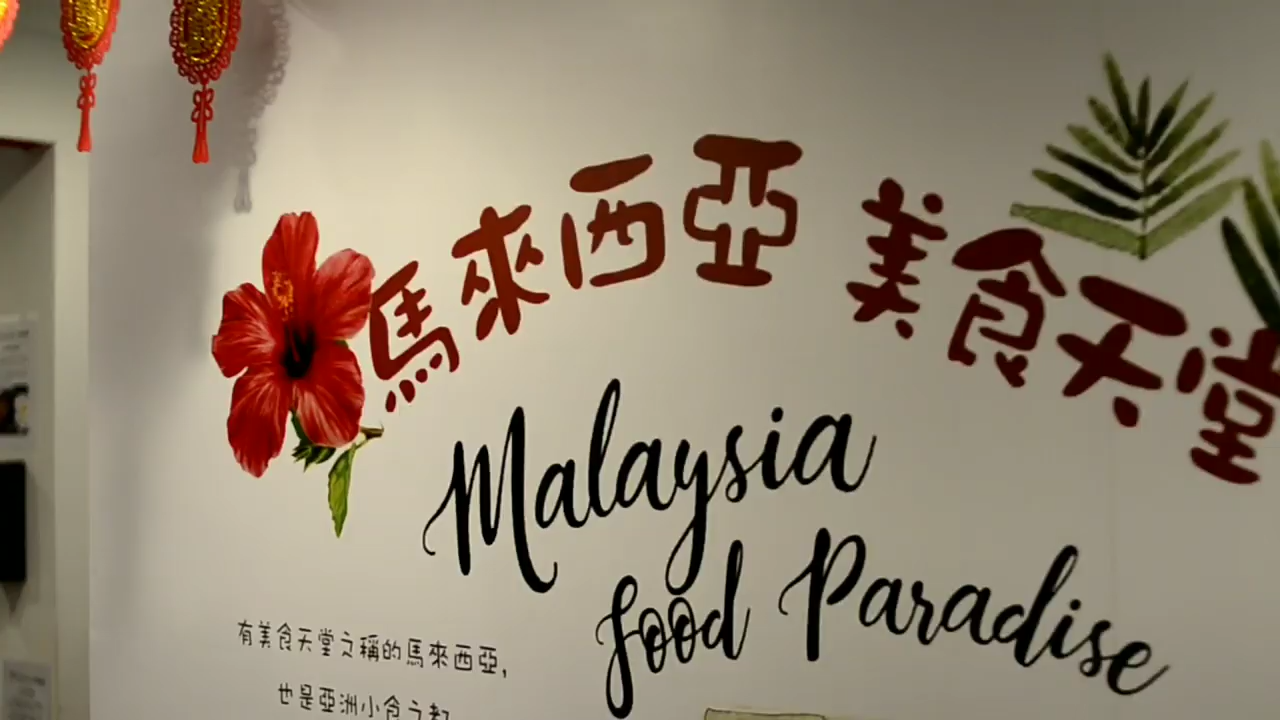 馬來西亞 美食天堂
Malaysia
food Paradise
有美食天堂之稱的馬來西亞,
也是亞洲小食之都